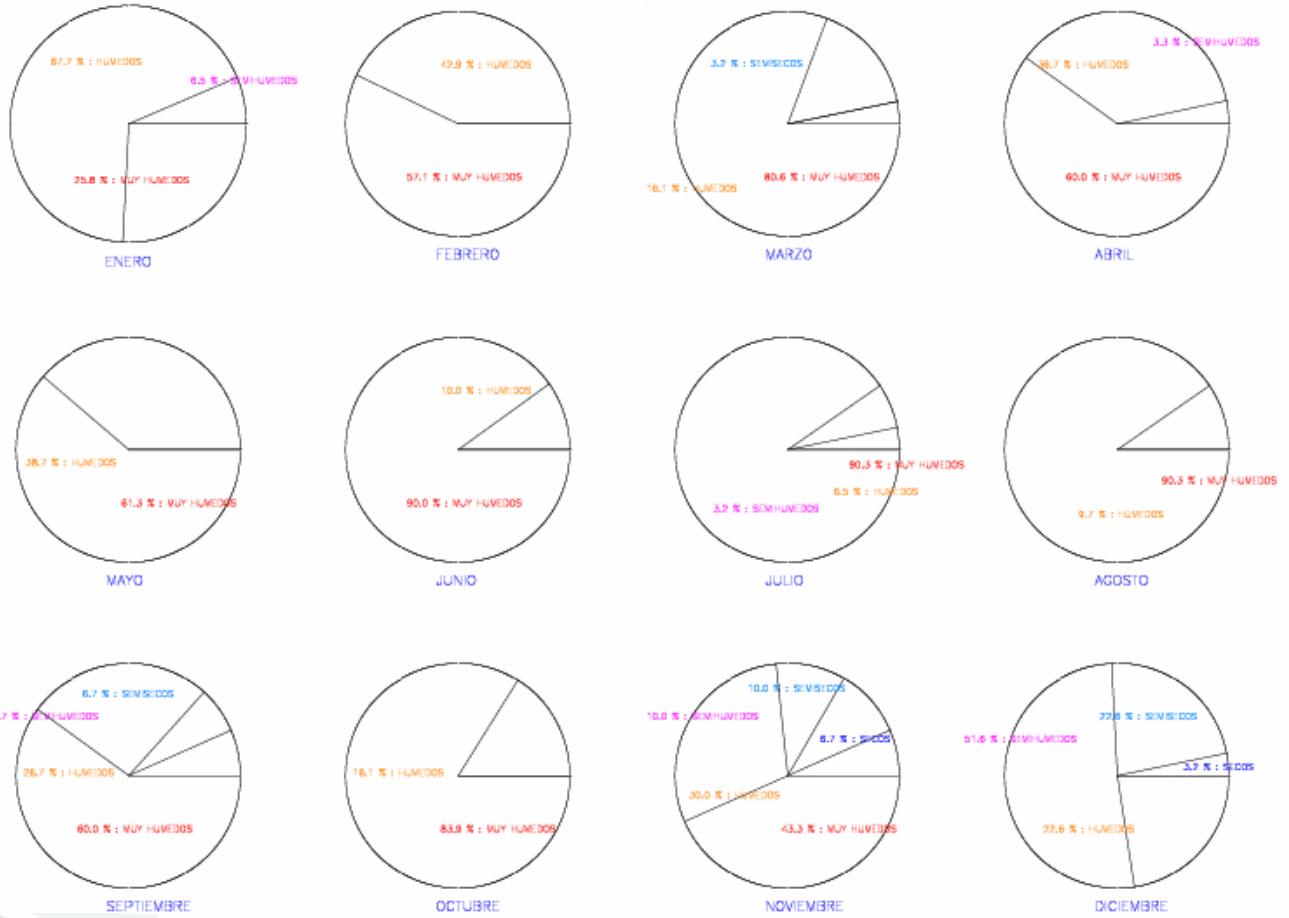 67.7 % : HUMEDOS
6.5 % : SEMIHUMEDOS
25.8 % : MUY HUMEDOS
ENERO
42.9 % : HUMEDOS
57.1 % : MUY HUMEDOS
FEBRERO
3.2 % : SEMISECOS
80.6 % : MUY HUMEDOS
16.1 % : HUMEDOS
MARZO
3.3 % : SEMIHUMEDOS
36.7 % : HUMEDOS
60.0 % : MUY HUMEDOS
ABRIL
38.7 % : HUMEDOS
61.3 % : MUY HUMEDOS
MAYO
10.0 % : HUMEDOS
90.0 % : MUY HUMEDOS
JUNIO
90.3 % : MUY HUMEDOS
6.5 % : HUMEDOS
3.2 % : SEMIHUMEDOS
JULIO
90.3 % : MUY HUMEDOS
9.7 % : HUMEDOS
AGOSTO
6.7 % : SEMISECOS
.7 % : SEMIHUMEDOS
26.7 % : HUMEDOS
60.0 % : MUY HUMEDOS
SEPTIEMBRE
16.1 % : HUMEDOS
83.9 % : MUY HUMEDOS
OCTUBRE
10.0 % : SEMISECOS
10.0 % : SEMIHUMEDOS
6.7 % : SECOS
30.0 % : HUMEDOS
43.3 % : MUY HUMEDOS
NOVIEMBRE
22.6 % : SEMISECOS
51.6 % : SEMIHUMEDOS
3.2 % : SECOS
22.6 % : HUMEDOS
DICIEMBRE